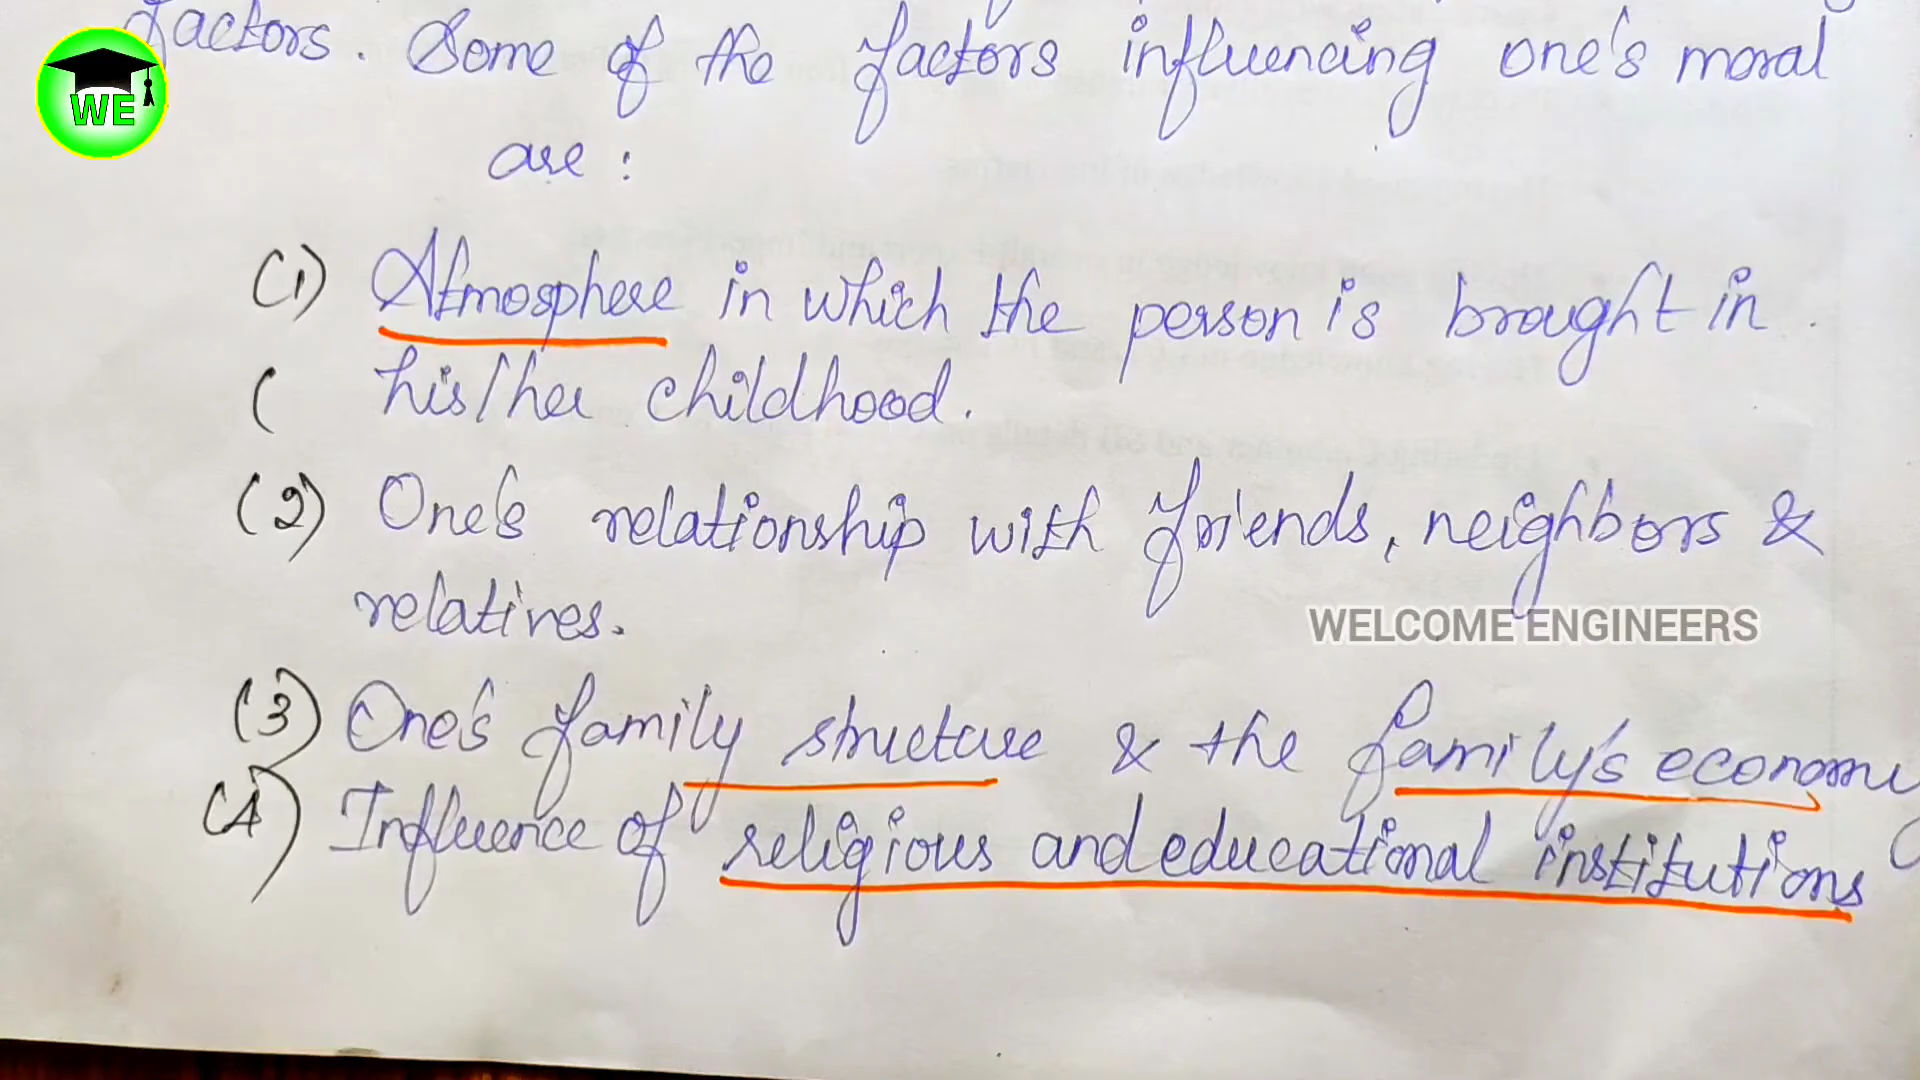 factors. Some of the factors influencing one's moral
are :
(1) Atmosphere in which the person is brought in
( his/her childhood.
(2) One's relationship with friends, neighbors &
relatives.
(3) One's family structure & the family's economy
(4) Influence of religious and educational institutions
WE
WELCOME ENGINEERS